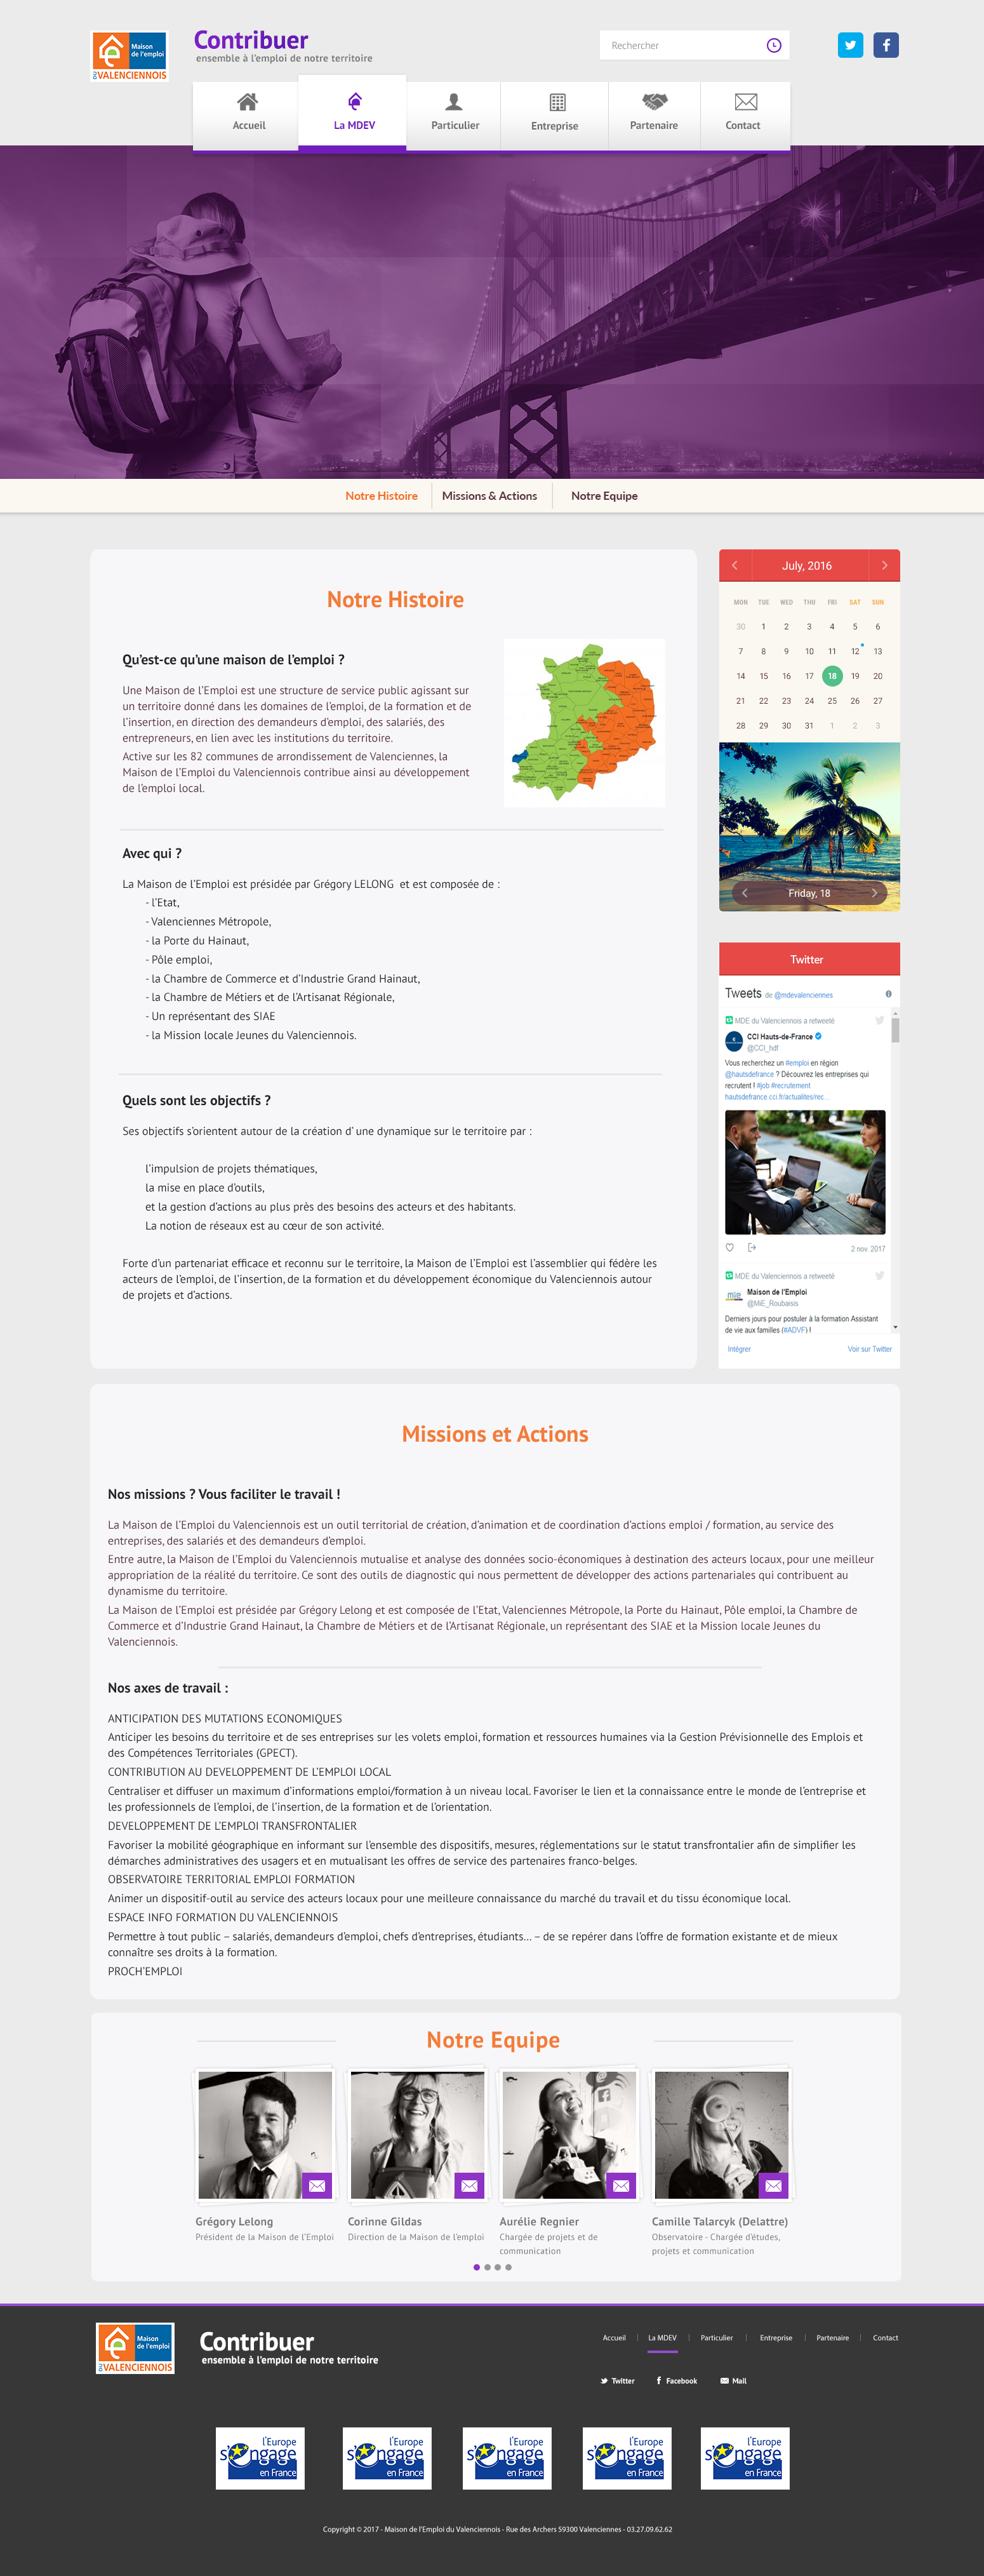 Maison
de l'emploi
DU VALENCIENNOIS
Contribuer
ensemble à l'emploi de notre territoire
Rechercher
Accueil
La MDEV
Particulier
Entreprise
Partenaire
Contact
Notre Histoire
Missions & Actions
Notre Equipe
Notre Histoire
Qu'est-ce qu'une maison de l'emploi ?
Une Maison de l'Emploi est une structure de service public agissant sur
un territoire donné dans les domaines de l'emploi, de la formation et de
l'insertion, en direction des demandeurs d'emploi, des salariés, des
entrepreneurs, en lien avec les institutions du territoire.
Active sur les 82 communes de arrondissement de Valenciennes, la
Maison de l'Emploi du Valenciennois contribue ainsi au développement
de l'emploi local.
Avec qui ?
La Maison de l'Emploi est présidée par Grégory LELONG et est composée de :
- l'Etat,
- Valenciennes Métropole,
- la Porte du Hainaut,
- Pôle emploi,
- la Chambre de Commerce et d'Industrie Grand Hainaut,
- la Chambre de Métiers et de l'Artisanat Régionale,
- Un représentant des SIAE
- la Mission locale Jeunes du Valenciennois.
Quels sont les objectifs ?
Ses objectifs s'orientent autour de la création d' une dynamique sur le territoire par :
l'impulsion de projets thématiques,
la mise en place d'outils,
et la gestion d'actions au plus près des besoins des acteurs et des habitants.
La notion de réseaux est au cœur de son activité.
Forte d'un partenariat efficace et reconnu sur le territoire, la Maison de l'Emploi est l'assemblier qui fédère les
acteurs de l'emploi, de l'insertion, de la formation et du développement économique du Valenciennois autour
de projets et d'actions.
July, 2016
MON TUE WED THU FRI SAT SUN
30 1 2 3 4 5 6
7 8 9 10 11 12 13
14 15 16 17 18 19 20
21 22 23 24 25 26 27
28 29 30 31 1 2 3
Friday, 18
Twitter
Tweets de @mdevalenciennes
MDE du Valenciennois a retweeté
CCI Hauts-de-France
@CCI_hdf
Vous recherchez un #emploi en région
@hautsdefrance ? Découvrez les entreprises qui
recrutent ! #job #recrutement
hautsdefrance.cci.fr/actualites/rec...
2 nov. 2017
MDE du Valenciennois a retweeté
mie
Maison de l'Emploi
@MiE_Roubaisis
Derniers jours pour postuler à la formation Assistant
de vie aux familles (#ADVF) !
Intégrer
Voir sur Twitter
Missions et Actions
Nos missions ? Vous faciliter le travail !
La Maison de l'Emploi du Valenciennois est un outil territorial de création, d'animation et de coordination d'actions emploi / formation, au service des
entreprises, des salariés et des demandeurs d'emploi.
Entre autre, la Maison de l'Emploi du Valenciennois mutualise et analyse des données socio-économiques à destination des acteurs locaux, pour une meilleur
appropriation de la réalité du territoire. Ce sont des outils de diagnostic qui nous permettent de développer des actions partenariales qui contribuent au
dynamisme du territoire.
La Maison de l'Emploi est présidée par Grégory Lelong et est composée de l'Etat, Valenciennes Métropole, la Porte du Hainaut, Pôle emploi, la Chambre de
Commerce et d'Industrie Grand Hainaut, la Chambre de Métiers et de l'Artisanat Régionale, un représentant des SIAE et la Mission locale Jeunes du
Valenciennois.
Nos axes de travail :
ANTICIPATION DES MUTATIONS ECONOMIQUES
Anticiper les besoins du territoire et de ses entreprises sur les volets emploi, formation et ressources humaines via la Gestion Prévisionnelle des Emplois et
des Compétences Territoriales (GPECT).
CONTRIBUTION AU DEVELOPPEMENT DE L'EMPLOI LOCAL
Centraliser et diffuser un maximum d'informations emploi/formation à un niveau local. Favoriser le lien et la connaissance entre le monde de l'entreprise et
les professionnels de l'emploi, de l'insertion, de la formation et de l'orientation.
DEVELOPPEMENT DE L'EMPLOI TRANSFRONTALIER
Favoriser la mobilité géographique en informant sur l'ensemble des dispositifs, mesures, réglementations sur le statut transfrontalier afin de simplifier les
démarches administratives des usagers et en mutualisant les offres de service des partenaires franco-belges.
OBSERVATOIRE TERRITORIAL EMPLOI FORMATION
Animer un dispositif-outil au service des acteurs locaux pour une meilleure connaissance du marché du travail et du tissu économique local.
ESPACE INFO FORMATION DU VALENCIENNOIS
Permettre à tout public – salariés, demandeurs d'emploi, chefs d'entreprises, étudiants... – de se repérer dans l'offre de formation existante et de mieux
connaître ses droits à la formation.
PROCH'EMPLOI
Notre Equipe
Grégory Lelong
Président de la Maison de l'Emploi
Corinne Gildas
Direction de la Maison de l'emploi
Aurélie Regnier
Chargée de projets et de
communication
Camille Talarcyk (Delattre)
Observatoire - Chargée d'études,
projets et communication
Maison
de l'emploi
DU VALENCIENNOIS
Contribuer
ensemble à l'emploi de notre territoire
Accueil | La MDEV | Particulier | Entreprise | Partenaire | Contact
Twitter
Facebook
Mail
l'Europe
s'engage
en France
l'Europe
s'engage
en France
l'Europe
s'engage
en France
l'Europe
s'engage
en France
l'Europe
s'engage
en France
Copyright © 2017 - Maison de l'Emploi du Valenciennois - Rue des Archers 59300 Valenciennes - 03.27.09.62.62